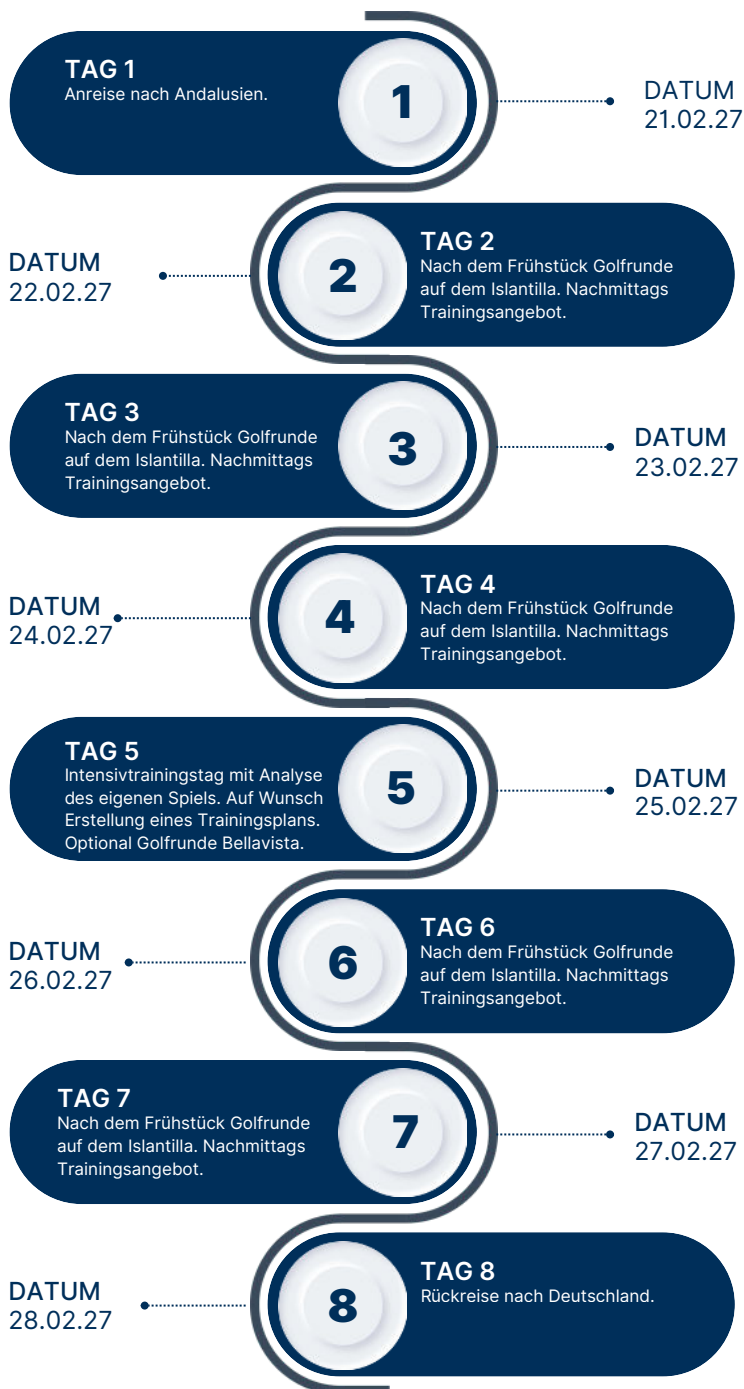 TAG 1
Anreise nach Andalusien.
1
DATUM
21.02.27
DATUM
22.02.27
2
TAG 2
Nach dem Frühstück Golfrunde
auf dem Islantilla. Nachmittags
Trainingsangebot.
TAG 3
Nach dem Frühstück Golfrunde
auf dem Islantilla. Nachmittags
Trainingsangebot.
3
DATUM
23.02.27
DATUM
24.02.27
4
TAG 4
Nach dem Frühstück Golfrunde
auf dem Islantilla. Nachmittags
Trainingsangebot.
TAG 5
Intensivtrainingstag mit Analyse
des eigenen Spiels. Auf Wunsch
Erstellung eines Trainingsplans.
Optional Golfrunde Bellavista.
5
DATUM
25.02.27
DATUM
26.02.27
6
TAG 6
Nach dem Frühstück Golfrunde
auf dem Islantilla. Nachmittags
Trainingsangebot.
TAG 7
Nach dem Frühstück Golfrunde
auf dem Islantilla. Nachmittags
Trainingsangebot.
7
DATUM
27.02.27
DATUM
28.02.27
8
TAG 8
Rückreise nach Deutschland.